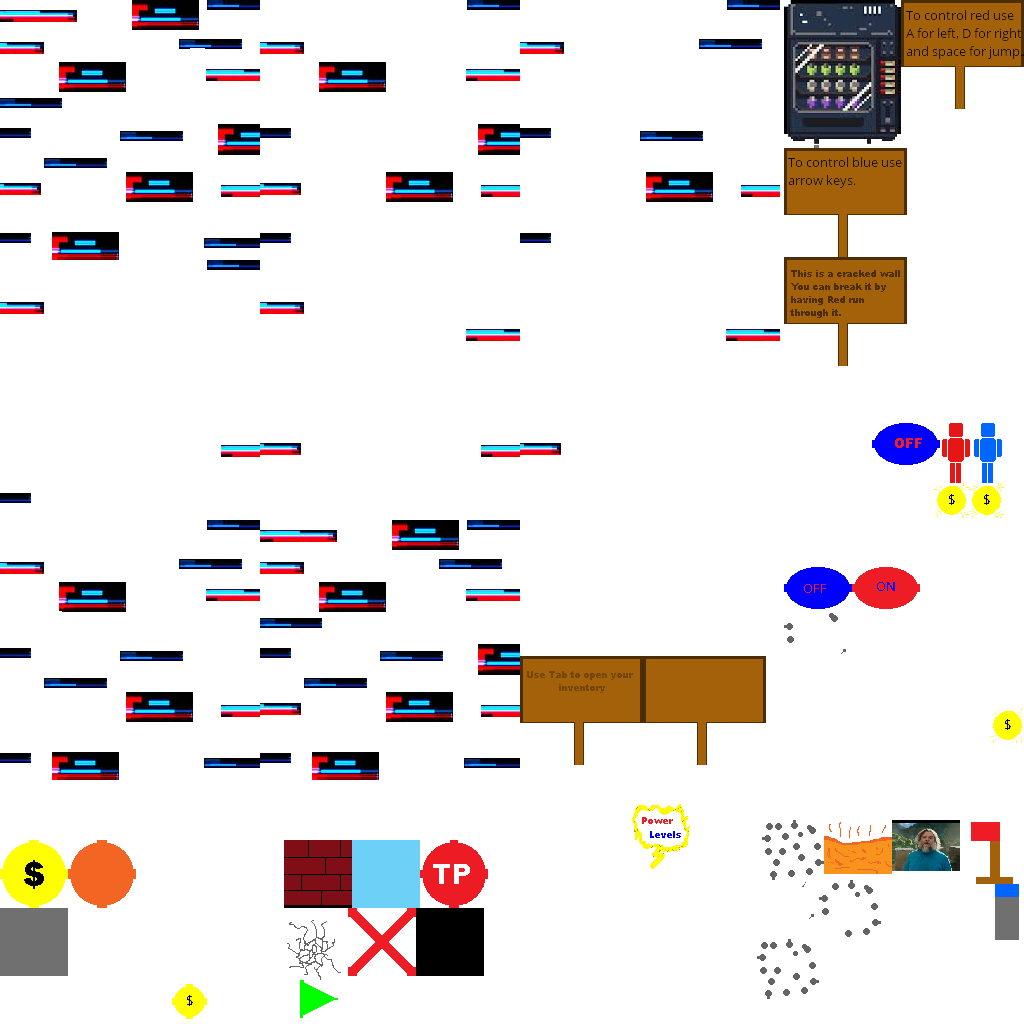 To control red use
A for left, D for right
and space for jump.
To control blue use
arrow keys.
This is a cracked wall
You can break it by
having Red run
through it.
OFF
$ $
OFF ON
Use Tab to open your
inventory
$
Power
Levels
$ TP
$